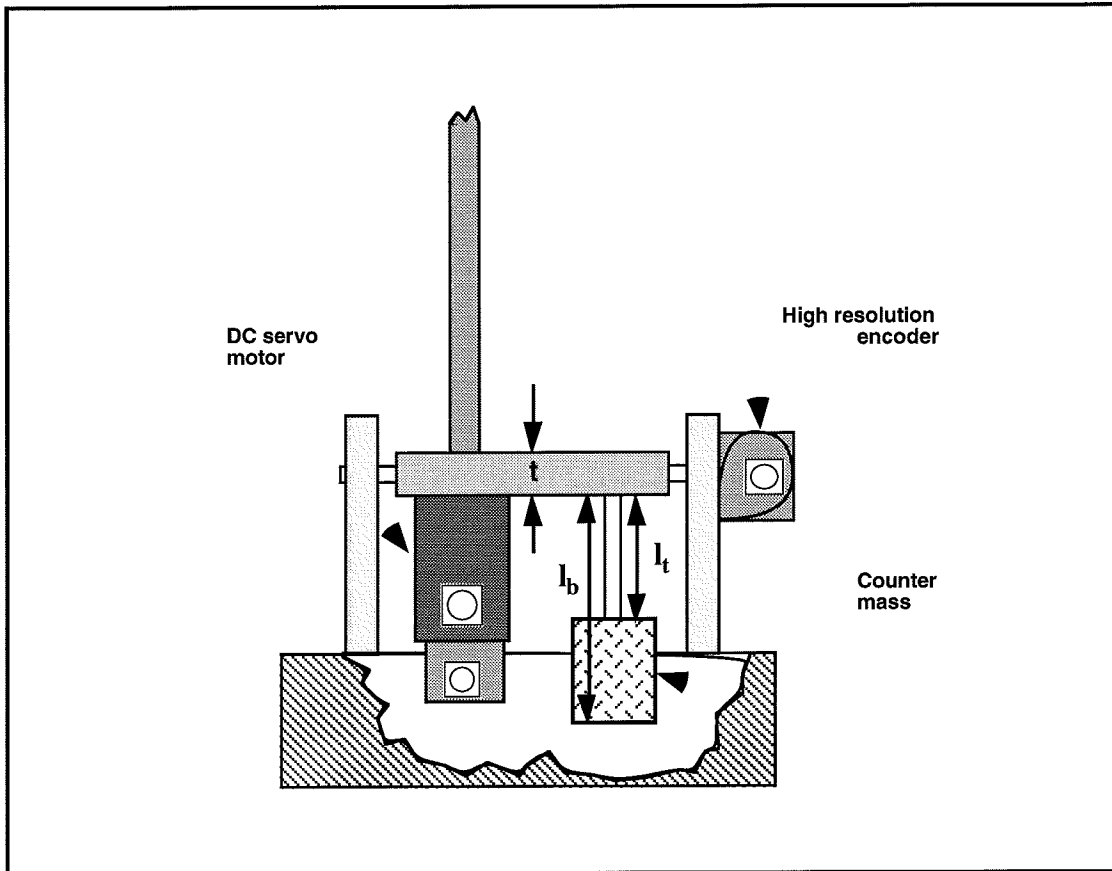 High resolution
encoder
DC servo
motor
t
l_t
l_b
Counter
mass